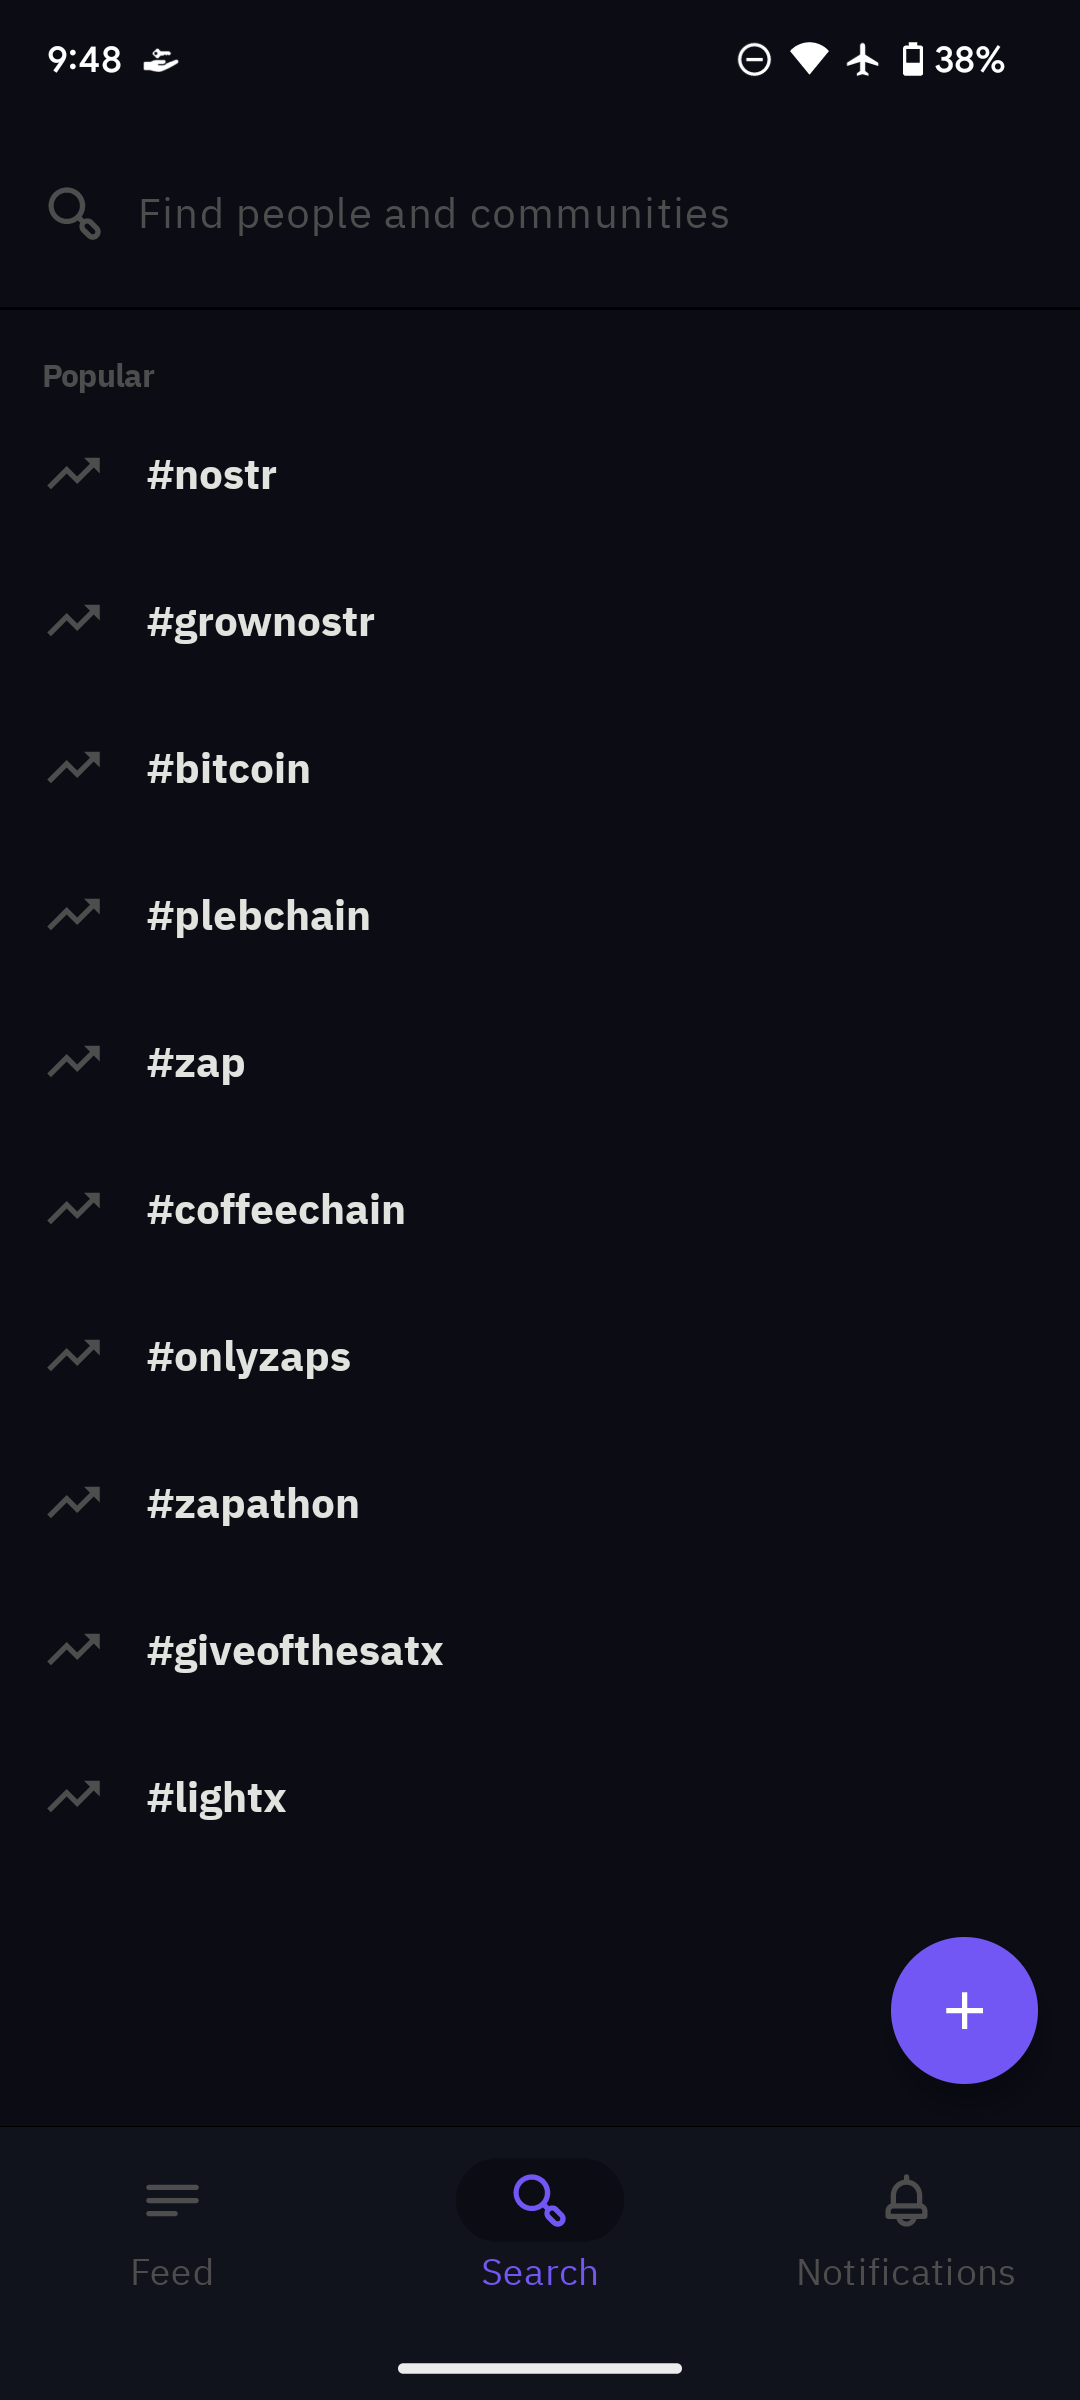 9:48
38%
Find people and communities
Popular
#nostr
#grownostr
#bitcoin
#plebchain
#zap
#coffeechain
#onlyzaps
#zapathon
#giveofthesatx
#lightx
Feed
Search
Notifications